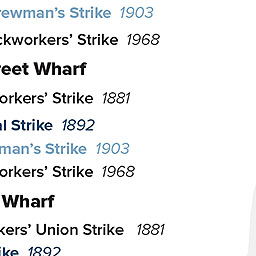 rewman's Strike 1903
ckworkers' Strike 1968
reet Wharf
orkers' Strike 1881
al Strike 1892
man's Strike 1903
orkers' Strike 1968
Wharf
kers' Union Strike 1881
ike 1892